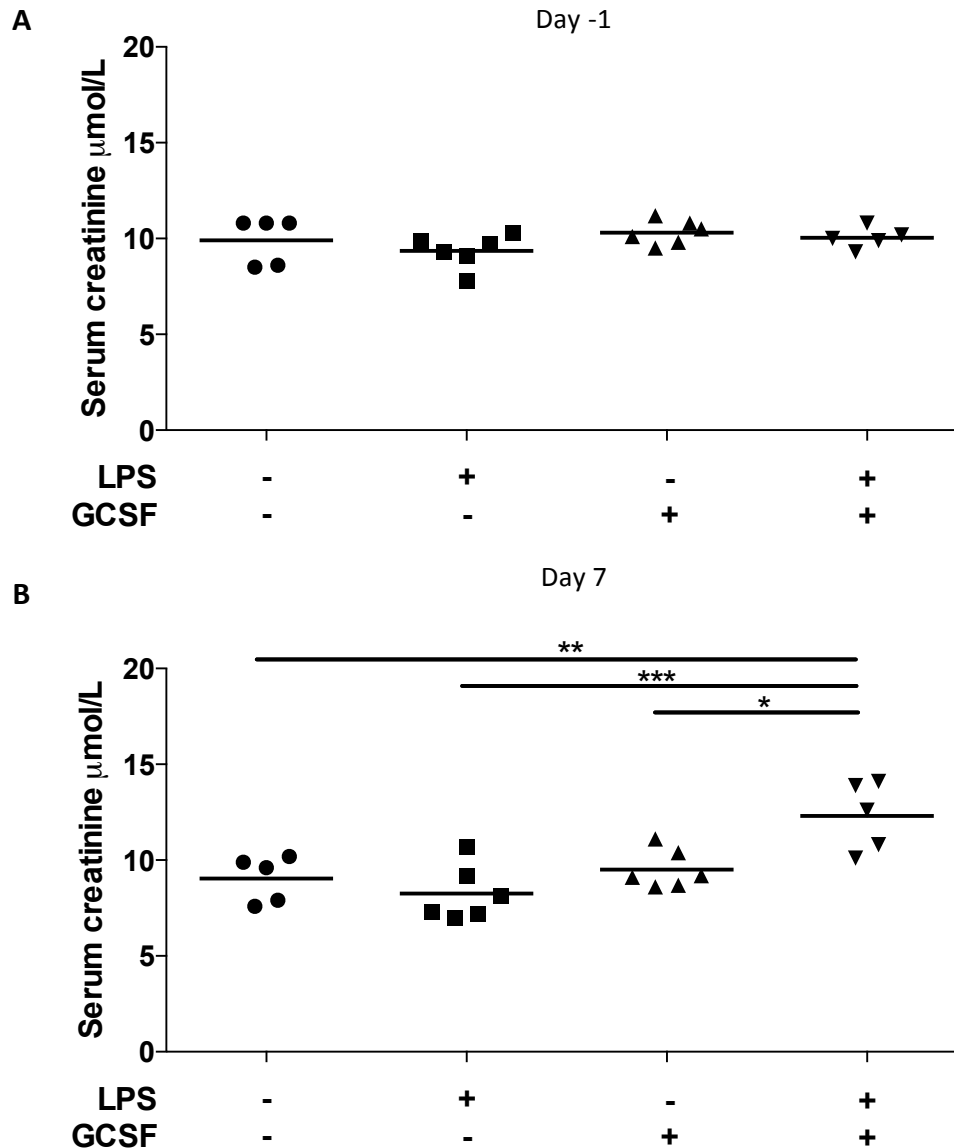 A
Day -1
Serum creatinine μmol/L
20
15
10
5
0
LPS - + - +
GCSF - - + +
B
Day 7
**
***
*
Serum creatinine μmol/L
20
15
10
5
0
LPS - + - +
GCSF - - + +